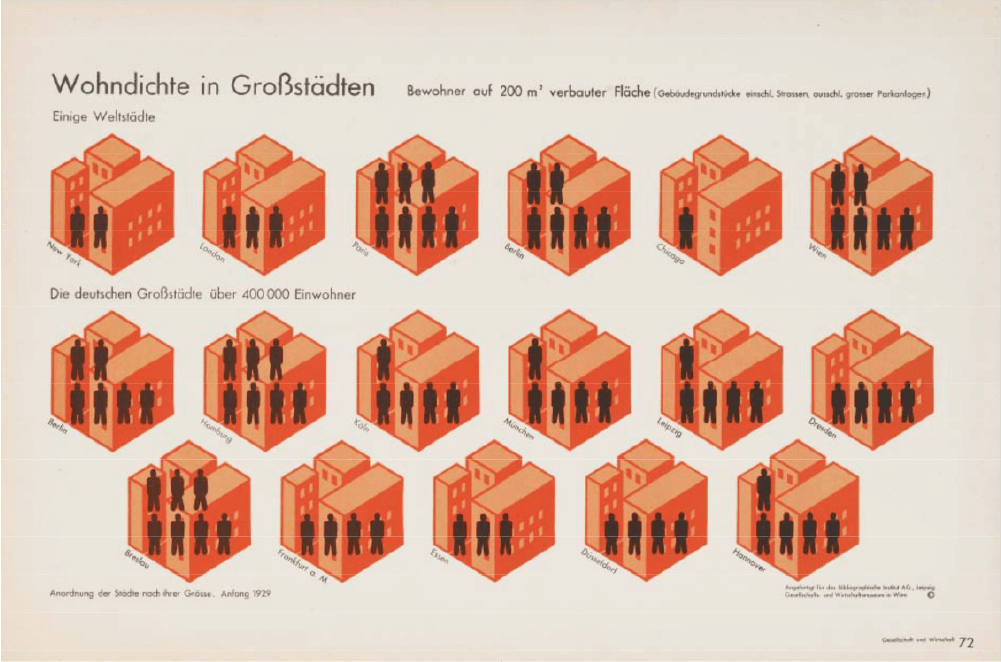 Wohndichte in Großstädten
Bewohner auf 200 m² verbauter Fläche (Gebäudegrundstücke einschl. Strassen, ausschl. grosser Parkanlagen)
Einige Weltstädte
New York
London
Paris
Berlin
Chicago
Wien
Die deutschen Großstädte über 400 000 Einwohner
Berlin
Hamburg
Köln
München
Leipzig
Dresden
Breslau
Frankfurt a. M.
Essen
Düsseldorf
Hannover
Anordnung der Städte nach ihrer Grösse. Anfang 1929
Angefertigt für das Bibliographische Institut AG., Leipzig
Gesellschafts- und Wirtschaftsmuseum in Wien ©
Gesellschaft und Wirtschaft 72